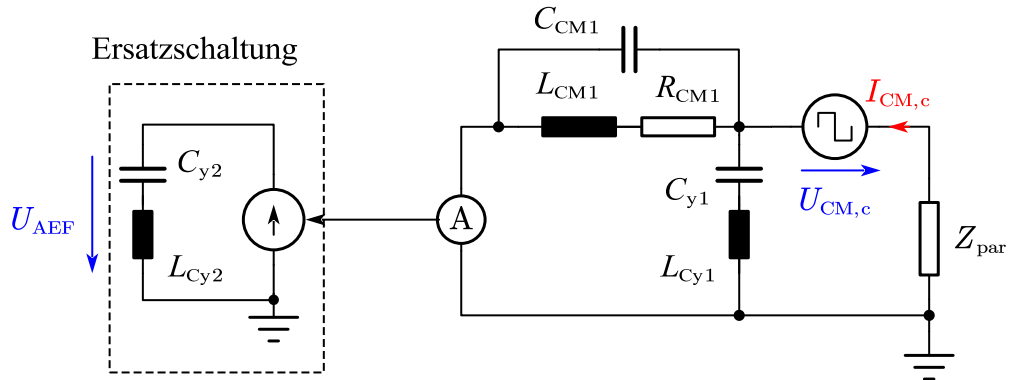 Ersatzschaltung
C_CM1
L_CM1
R_CM1
I_CM,c
C_y2
U_AEF
A
C_y1
U_CM,c
L_Cy2
L_Cy1
Z_par